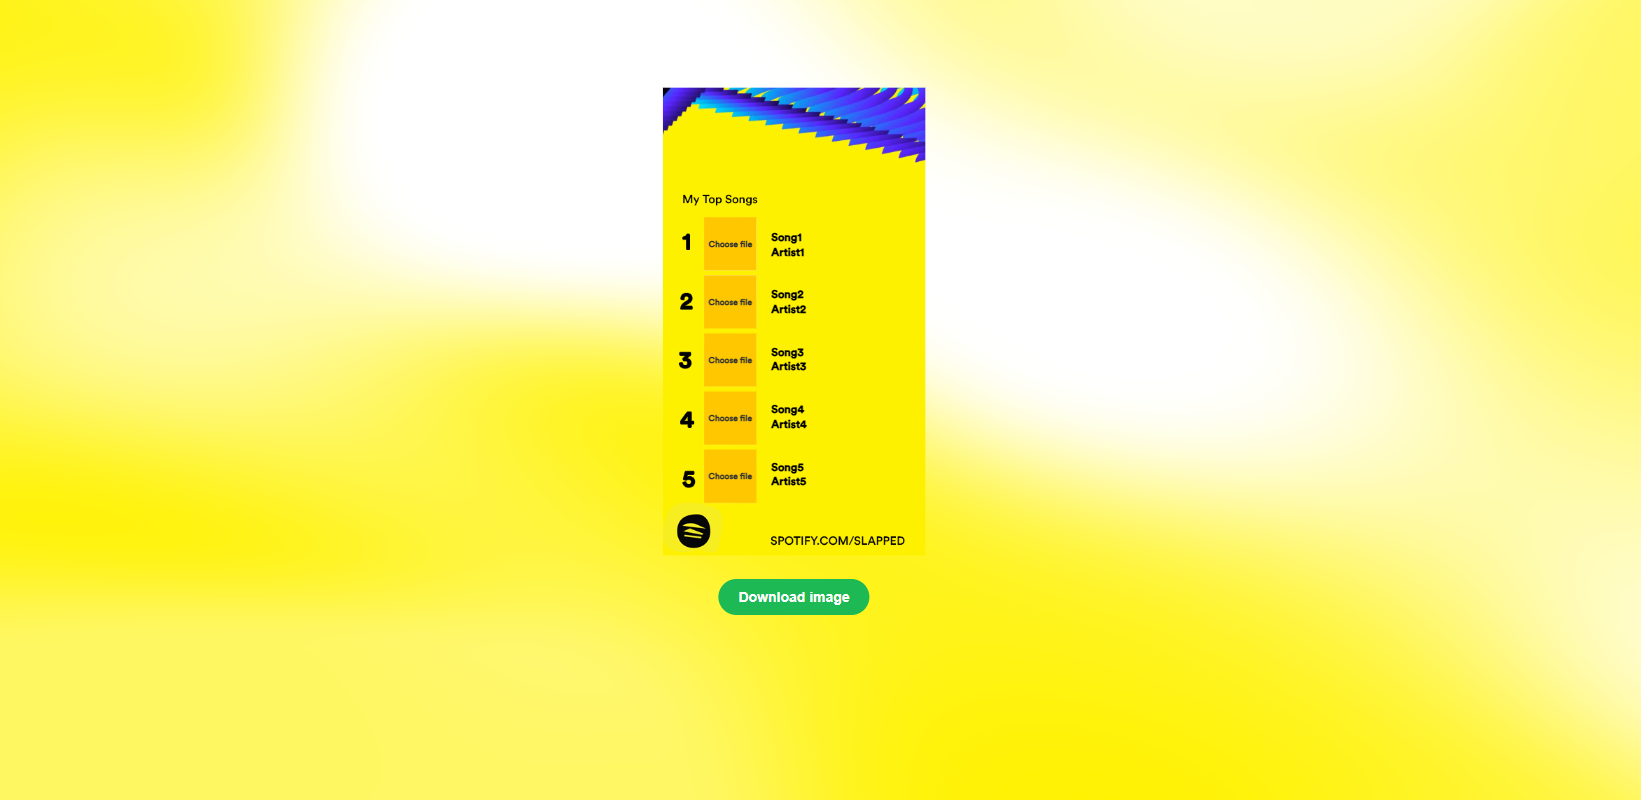 My Top Songs
1
Choose file
Song1
Artist1
2
Choose file
Song2
Artist2
3
Choose file
Song3
Artist3
4
Choose file
Song4
Artist4
5
Choose file
Song5
Artist5
SPOTIFY.COM/SLAPPED
Download image